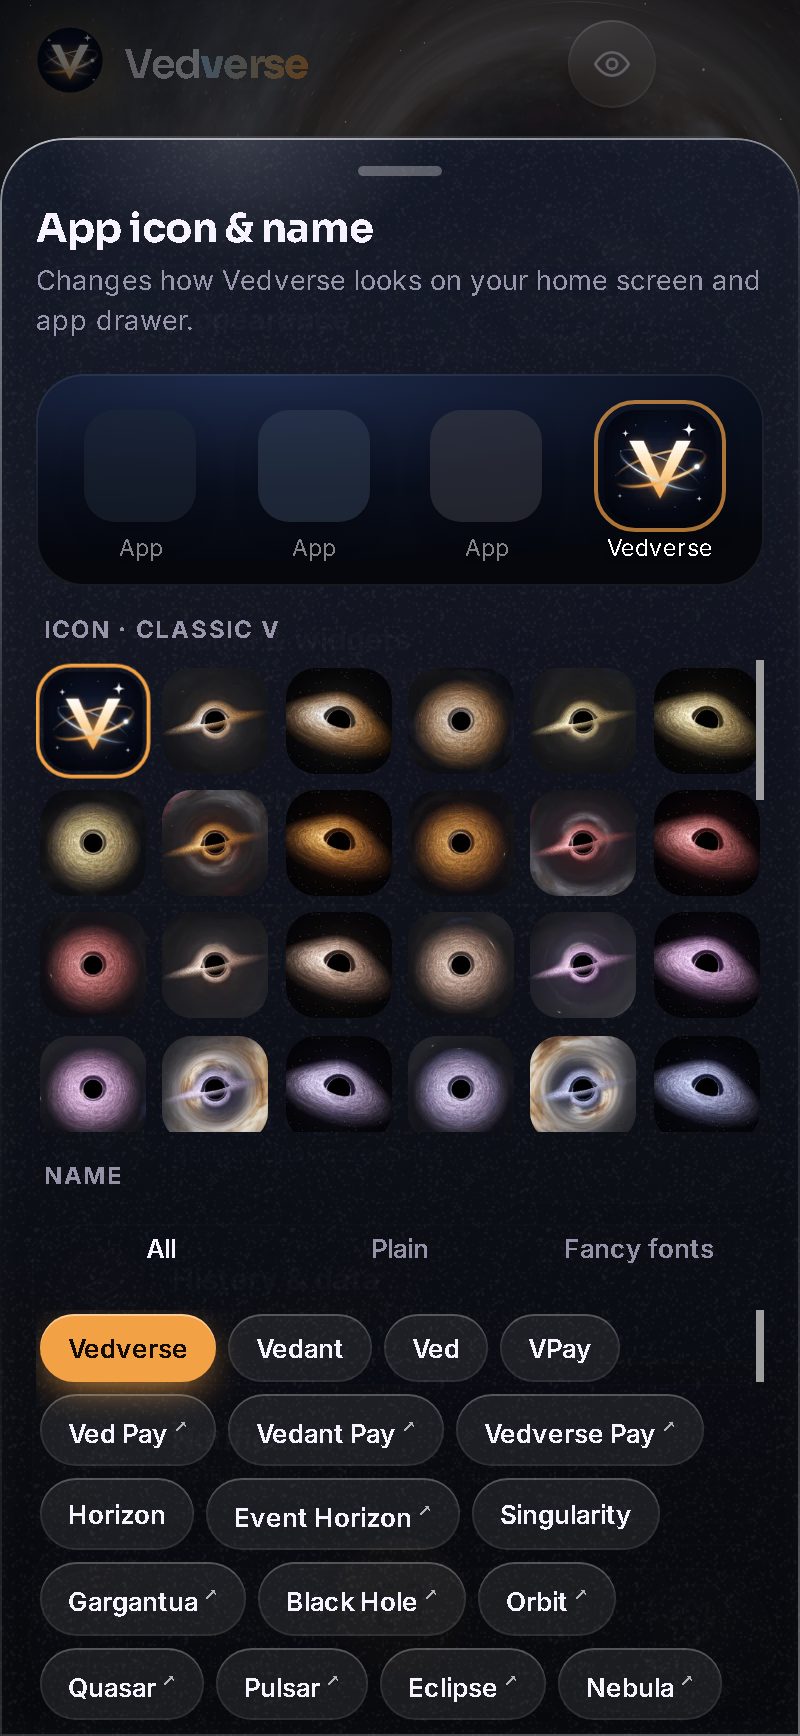 Vedverse
App icon & name
Changes how Vedverse looks on your home screen and
app drawer.
App
App
App
Vedverse
ICON · CLASSIC V
NAME
All
Plain
Fancy fonts
Vedverse
Vedant
Ved
VPay
Ved Pay ↗
Vedant Pay ↗
Vedverse Pay ↗
Horizon
Event Horizon ↗
Singularity
Gargantua ↗
Black Hole ↗
Orbit ↗
Quasar ↗
Pulsar ↗
Eclipse ↗
Nebula ↗